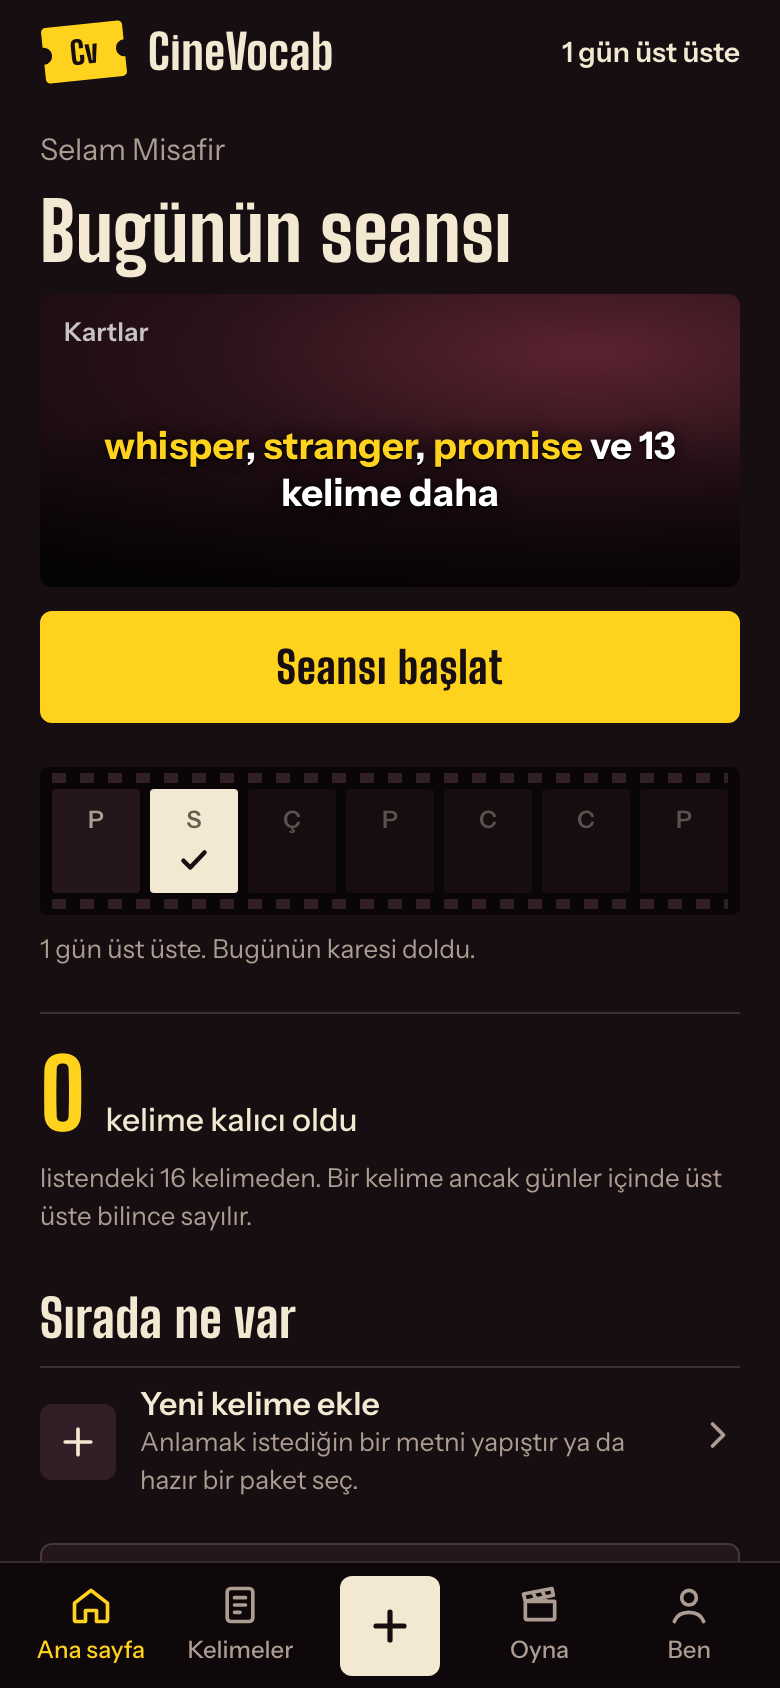 Cv CineVocab
1 gün üst üste
Selam Misafir
Bugünün seansı
Kartlar
whisper, stranger, promise ve 13
kelime daha
Seansı başlat
P S Ç P C C P
1 gün üst üste. Bugünün karesi doldu.
0 kelime kalıcı oldu
listendeki 16 kelimeden. Bir kelime ancak günler içinde üst
üste bilince sayılır.
Sırada ne var
Yeni kelime ekle
Anlamak istediğin bir metni yapıştır ya da
hazır bir paket seç.
Ana sayfa
Kelimeler
Oyna
Ben